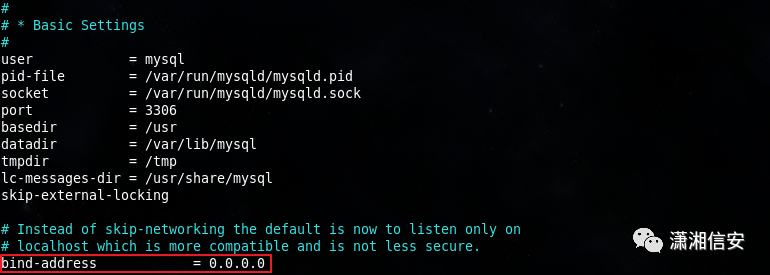 #
# * Basic Settings
#
user            = mysql
pid-file        = /var/run/mysqld/mysqld.pid
socket          = /var/run/mysqld/mysqld.sock
port            = 3306
basedir         = /usr
datadir         = /var/lib/mysql
tmpdir          = /tmp
lc-messages-dir = /usr/share/mysql
skip-external-locking
# Instead of skip-networking the default is now to listen only on
# localhost which is more compatible and is not less secure.
bind-address            = 0.0.0.0
潇湘信安